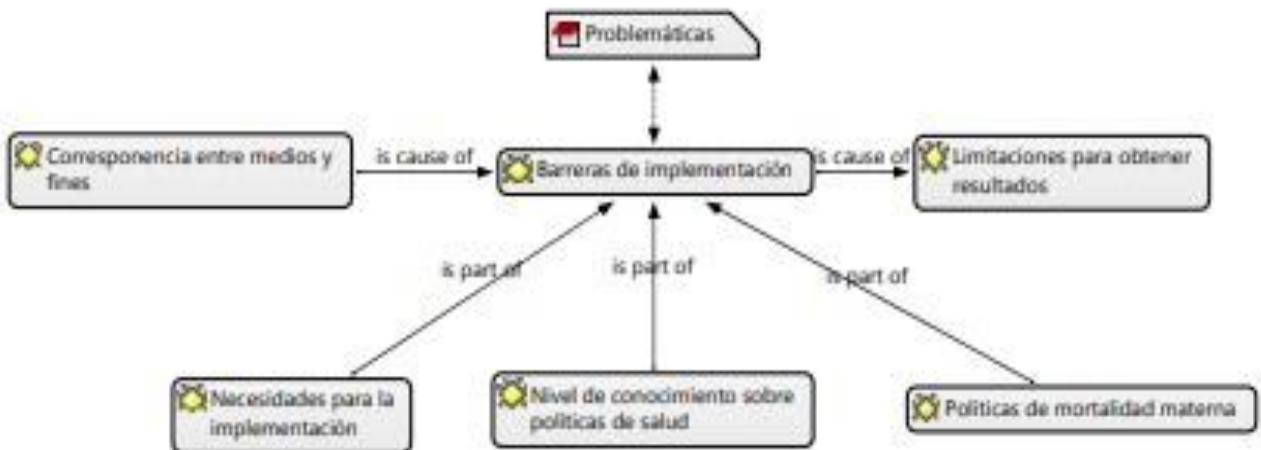 Problemáticas
Corresponencia entre medios y
fines
is cause of
Barreras de implementación
is cause of
Limitaciones para obtener
resultados
is part of
is part of
is part of
Necesidades para la
implementación
Nivel de conocimiento sobre
políticas de salud
Políticas de mortalidad materna